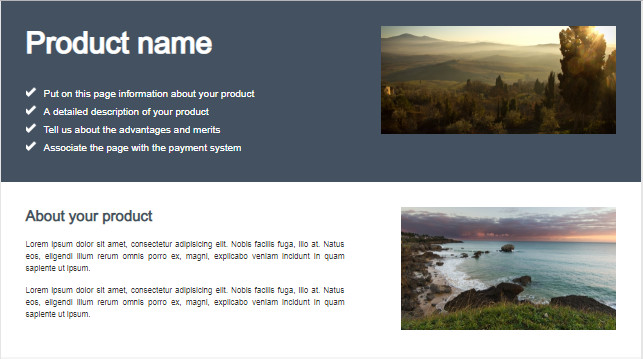 Product name
Put on this page information about your product
A detailed description of your product
Tell us about the advantages and merits
Associate the page with the payment system
About your product
Lorem ipsum dolor sit amet, consectetur adipisicing elit. Nobis facilis fuga, illo at. Natus
eos, eligendi illum rerum omnis porro ex, magni, explicabo veniam incidunt in quam
sapiente ut ipsum.
Lorem ipsum dolor sit amet, consectetur adipisicing elit. Nobis facilis fuga, illo at. Natus
eos, eligendi illum rerum omnis porro ex, magni, explicabo veniam incidunt in quam
sapiente ut ipsum.